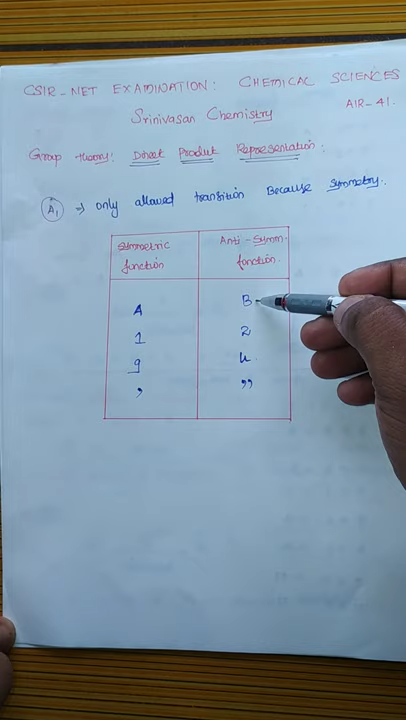 CSIR-NET EXAMINATION: CHEMICAL SCIENCES
Srinivasan Chemistry AIR-41.
Group theory: Direct Product Representation:
A1 → only allowed transition Because Symmetry.
Symmetric function Anti-Symm. function.
A B
1 2
g u.
' "